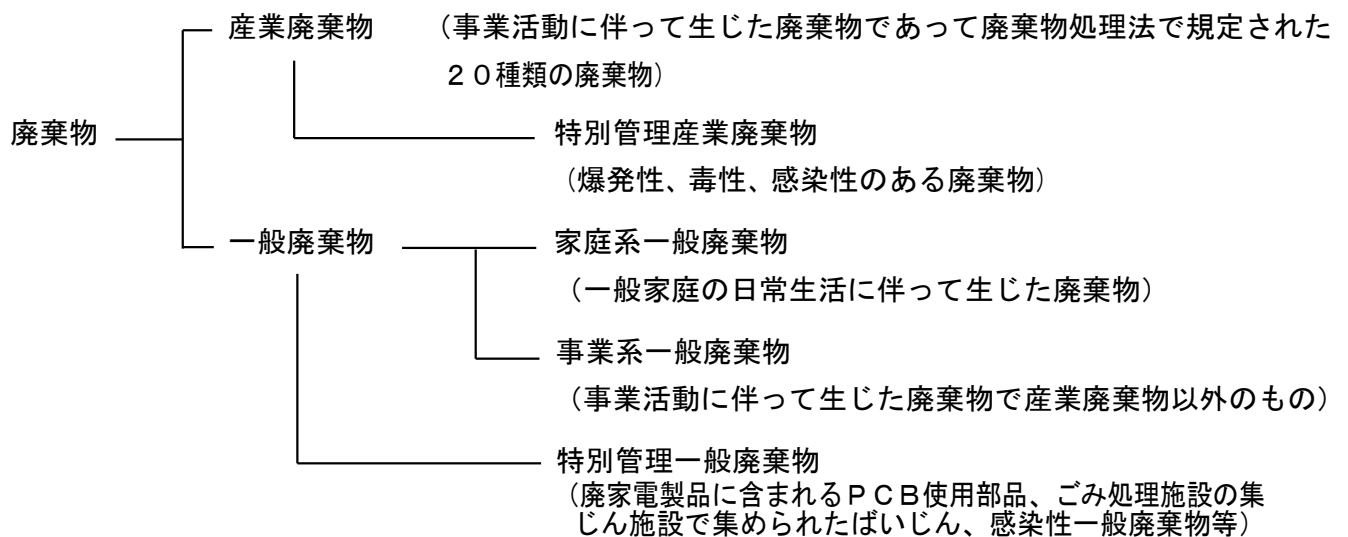 産業廃棄物 （事業活動に伴って生じた廃棄物であって廃棄物処理法で規定された
２０種類の廃棄物）
廃棄物
特別管理産業廃棄物
（爆発性、毒性、感染性のある廃棄物）
一般廃棄物 家庭系一般廃棄物
（一般家庭の日常生活に伴って生じた廃棄物）
事業系一般廃棄物
（事業活動に伴って生じた廃棄物で産業廃棄物以外のもの）
特別管理一般廃棄物
（廃家電製品に含まれるＰＣＢ使用部品、ごみ処理施設の集
じん施設で集められたばいじん、感染性一般廃棄物等）